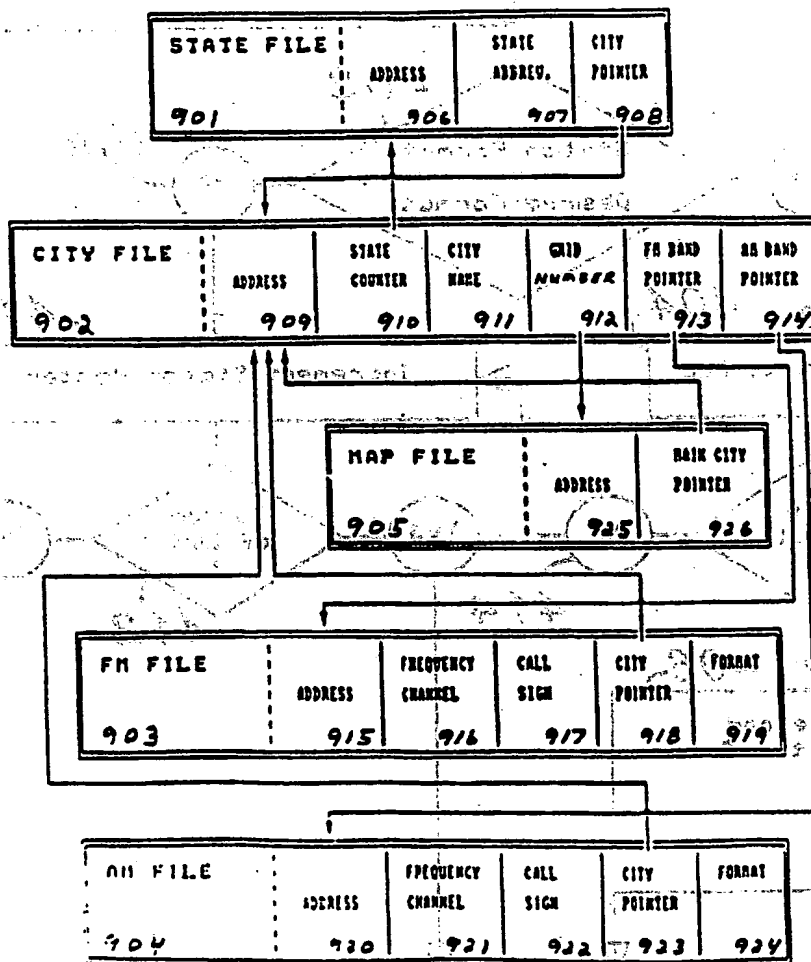 STATE FILE
ADDRESS
STATE ABBREV.
CITY POINTER
901
906
907
908
CITY FILE
ADDRESS
STATE COUNTER
CITY NAME
GRID NUMBER
FM BAND POINTER
AM BAND POINTER
902
909
910
911
912
913
914
MAP FILE
ADDRESS
MAIN CITY POINTER
905
925
926
FM FILE
ADDRESS
FREQUENCY CHANNEL
CALL SIGN
CITY POINTER
FORMAT
903
915
916
917
918
919
AM FILE
ADDRESS
FREQUENCY CHANNEL
CALL SIGN
CITY POINTER
FORMAT
904
920
921
922
923
924